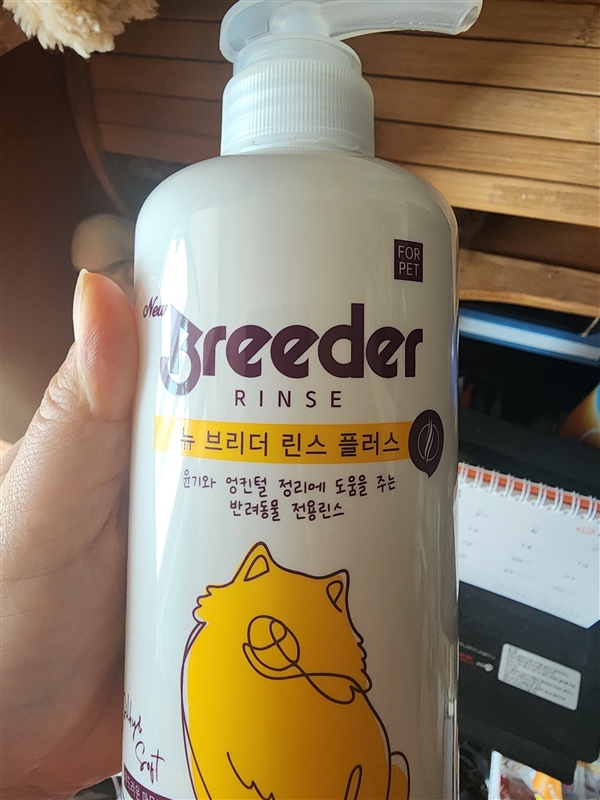 FOR
PET
New
Breeder
RINSE
뉴 브리더 린스 플러스
윤기와 엉킨털 정리에 도움을 주는
반려동물 전용린스
Soft